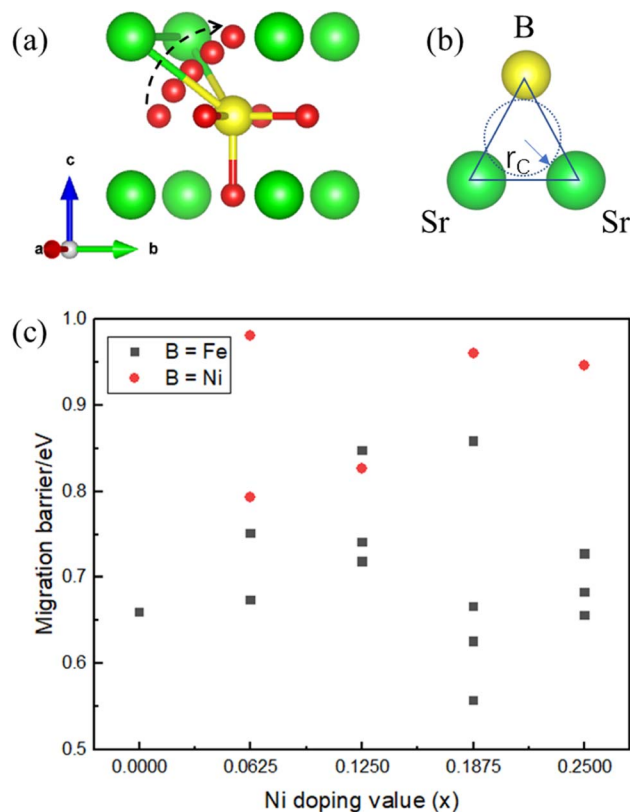 (a)
(b)
B
c
a
b
r_C
Sr
Sr
(c)
1.0
0.9
0.8
0.7
0.6
0.5
Migration barrier/eV
B = Fe
B = Ni
0.0000
0.0625
0.1250
0.1875
0.2500
Ni doping value (x)